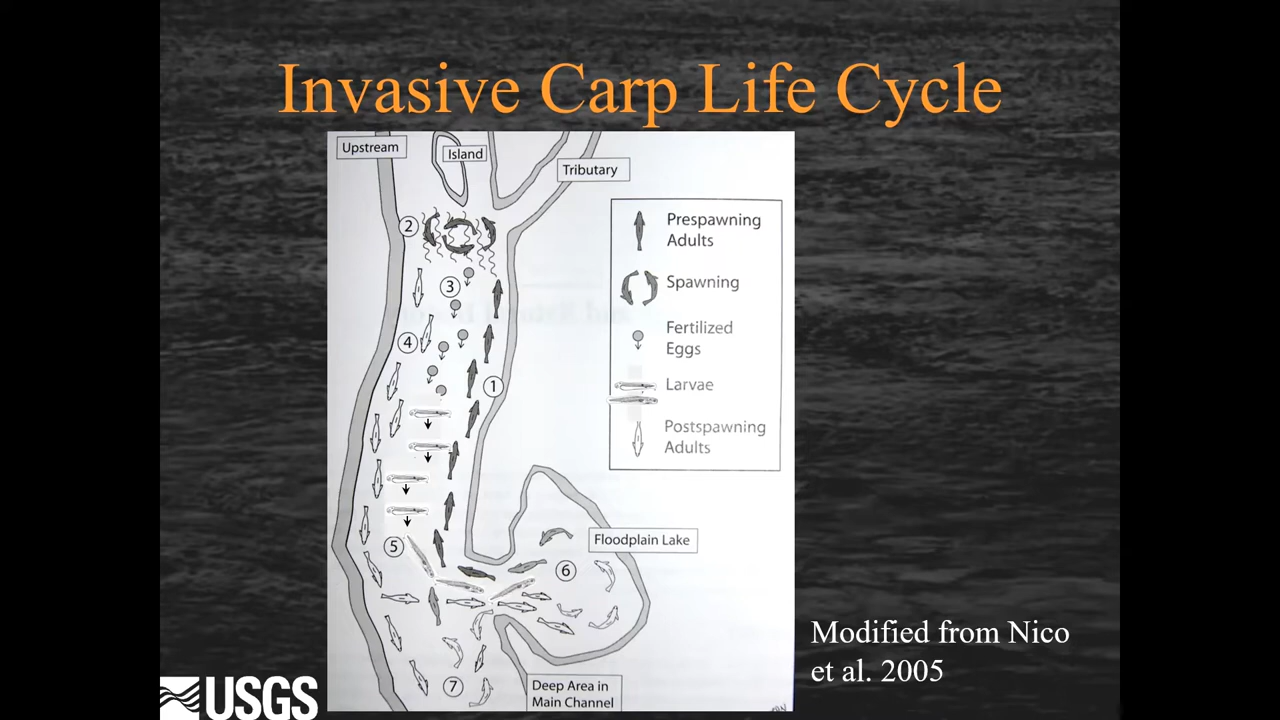 Invasive Carp Life Cycle
Upstream
Island
Tributary
2
3
4
1
5
6
7
Prespawning
Adults
Spawning
Fertilized
Eggs
Larvae
Postspawning
Adults
Floodplain Lake
Deep Area in
Main Channel
Modified from Nico
et al. 2005
USGS